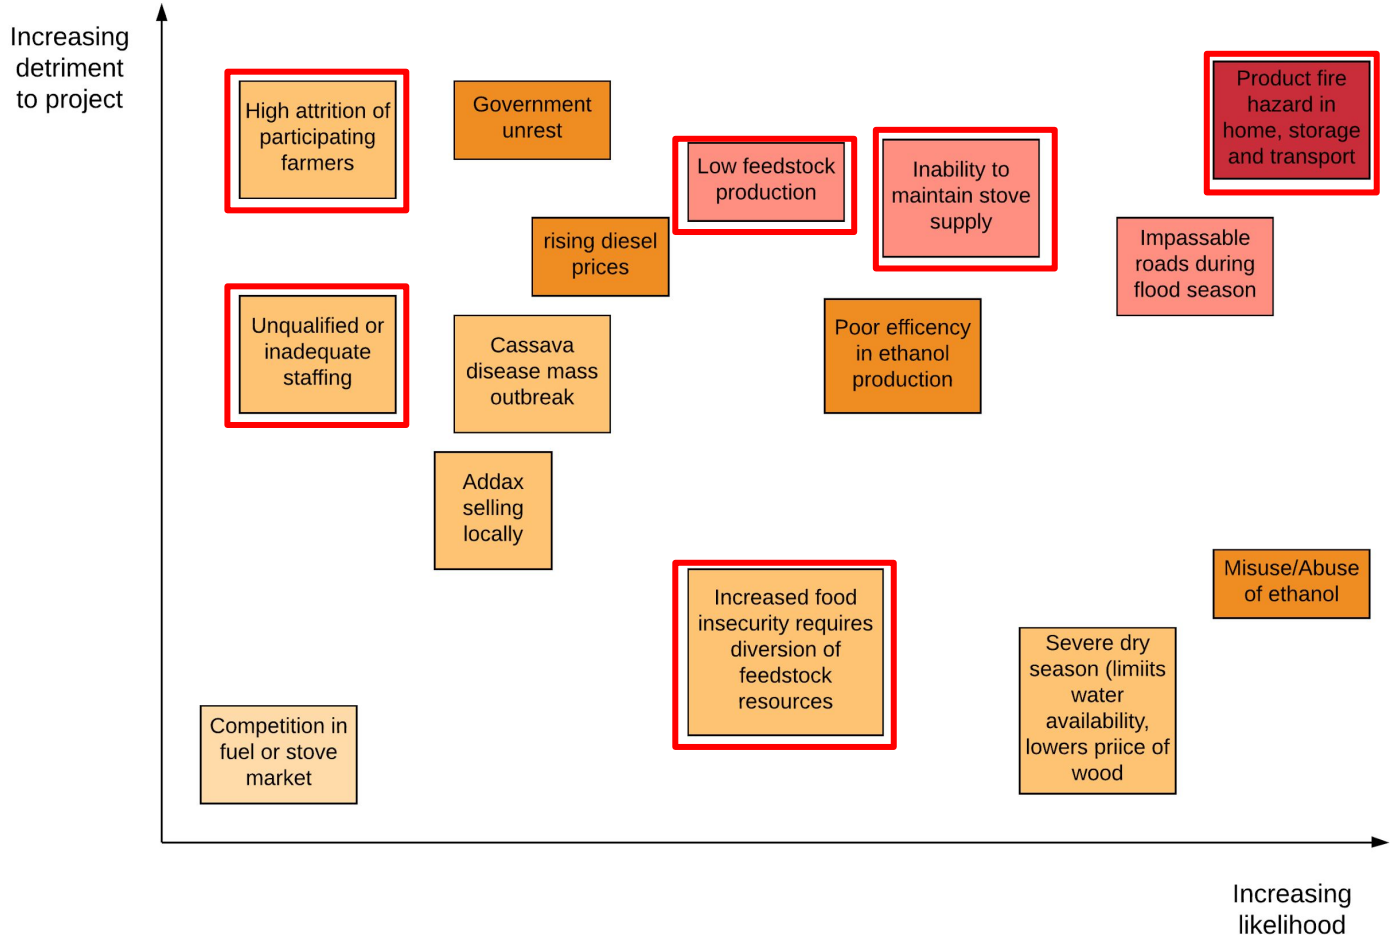 Increasing
detriment
to project
High attrition of
participating
farmers
Government
unrest
Low feedstock
production
Inability to
maintain stove
supply
Product fire
hazard in
home, storage
and transport
rising diesel
prices
Impassable
roads during
flood season
Unqualified or
inadequate
staffing
Cassava
disease mass
outbreak
Poor efficency
in ethanol
production
Addax
selling
locally
Increased food
insecurity requires
diversion of
feedstock
resources
Misuse/Abuse
of ethanol
Severe dry
season (limiits
water
availability,
lowers priice of
wood
Competition in
fuel or stove
market
Increasing
likelihood